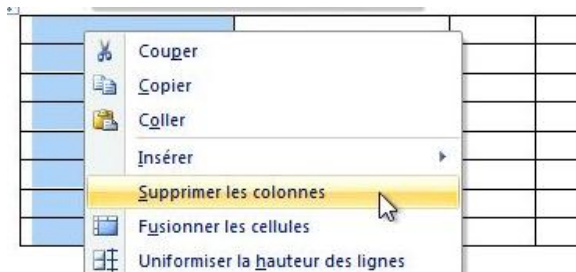 Couper
Copier
Coller
Insérer
Supprimer les colonnes
Fusionner les cellules
Uniformiser la hauteur des lignes